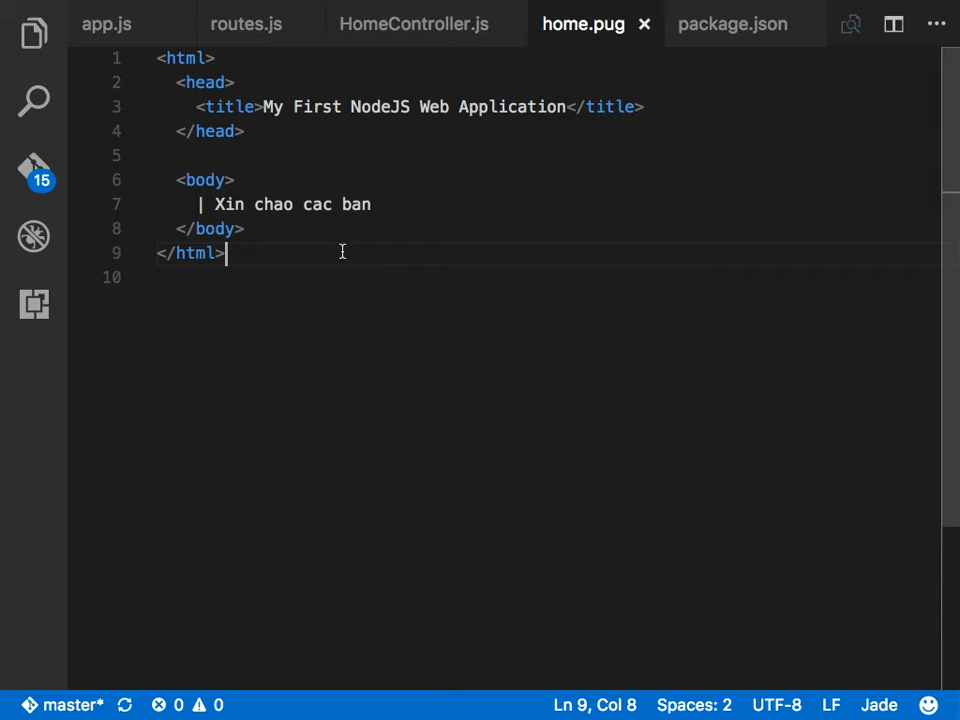 app.js routes.js HomeController.js home.pug × package.json
1 <html>
2 <head>
3 <title>My First NodeJS Web Application</title>
4 </head>
5
6 <body>
7 | Xin chao cac ban
8 </body>
9 </html>
10
15
master* 0 0 Ln 9, Col 8 Spaces: 2 UTF-8 LF Jade